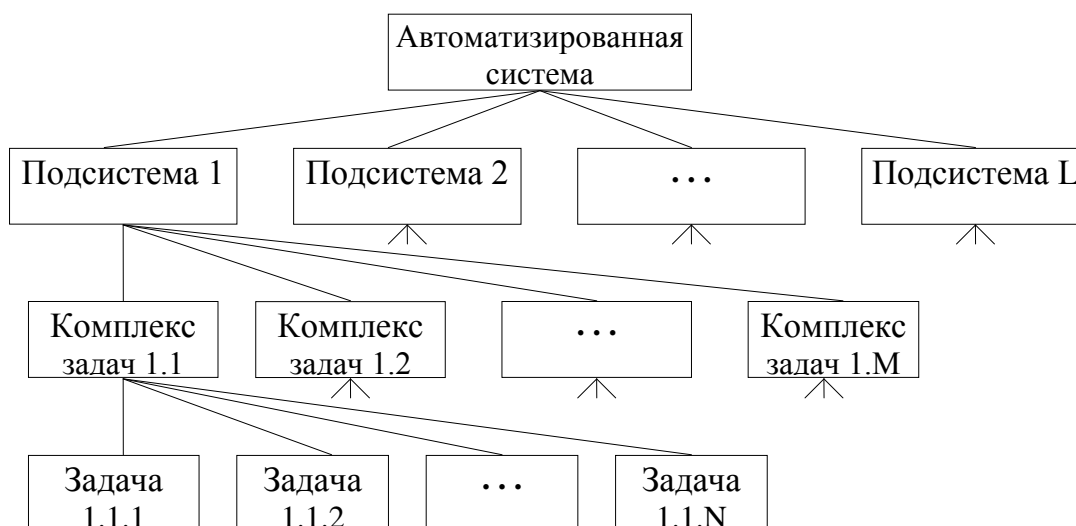 Автоматизированная
система
Подсистема 1
Подсистема 2
...
Подсистема L
Комплекс
задач 1.1
Комплекс
задач 1.2
...
Комплекс
задач 1.M
Задача
1.1.1
Задача
1.1.2
...
Задача
1.1.N